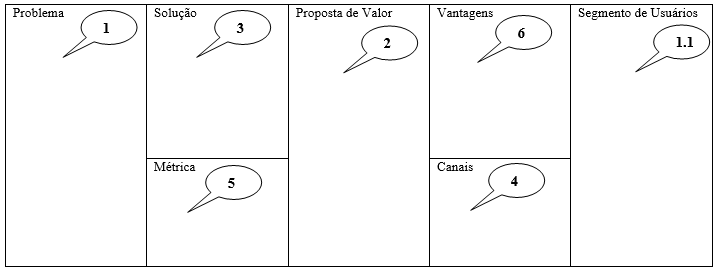 Problema
1
Solução
3
Proposta de Valor
2
Vantagens
6
Segmento de Usuários
1.1
Métrica
5
Canais
4